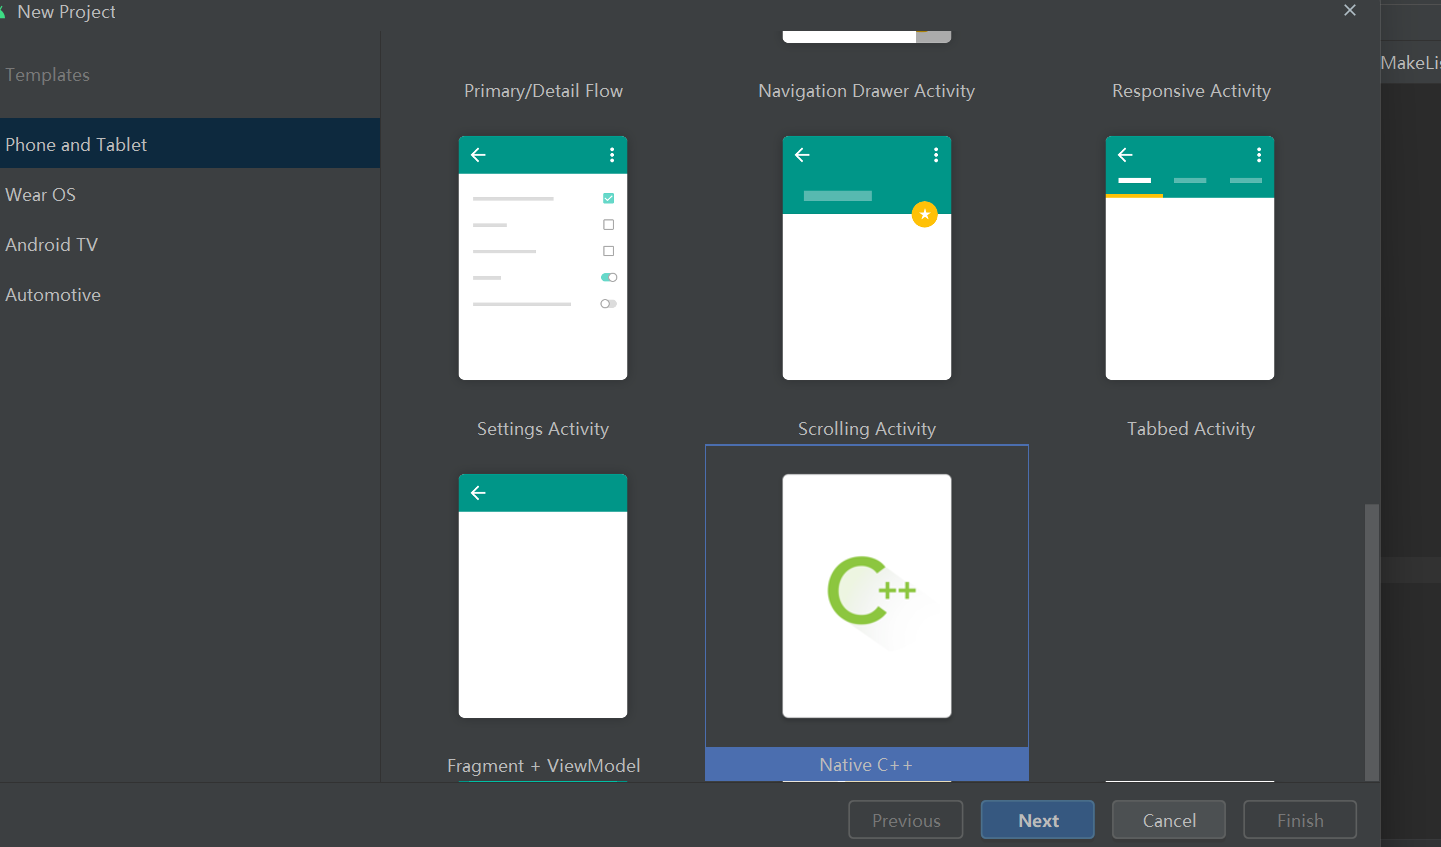 New Project
MakeLis
Templates
Phone and Tablet
Wear OS
Android TV
Automotive
Primary/Detail Flow
Navigation Drawer Activity
Responsive Activity
Settings Activity
Scrolling Activity
Tabbed Activity
C++
Fragment + ViewModel
Native C++
Previous
Next
Cancel
Finish